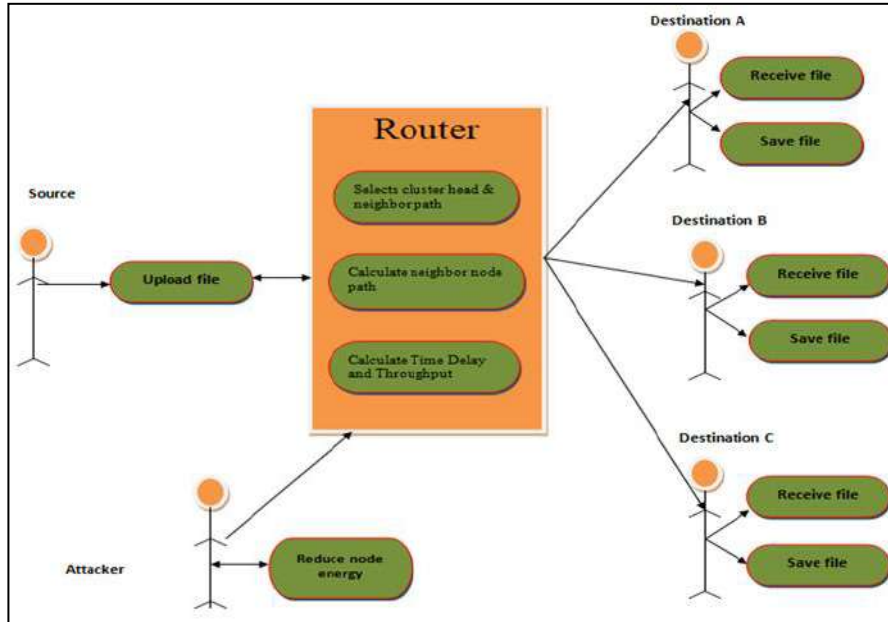 Destination A
Receive file
Save file
Router
Selects cluster head &
neighbor path
Source
Destination B
Upload file
Calculate neighbor node
path
Receive file
Save file
Calculate Time Delay
and Throughput
Destination C
Receive file
Save file
Attacker
Reduce node
energy